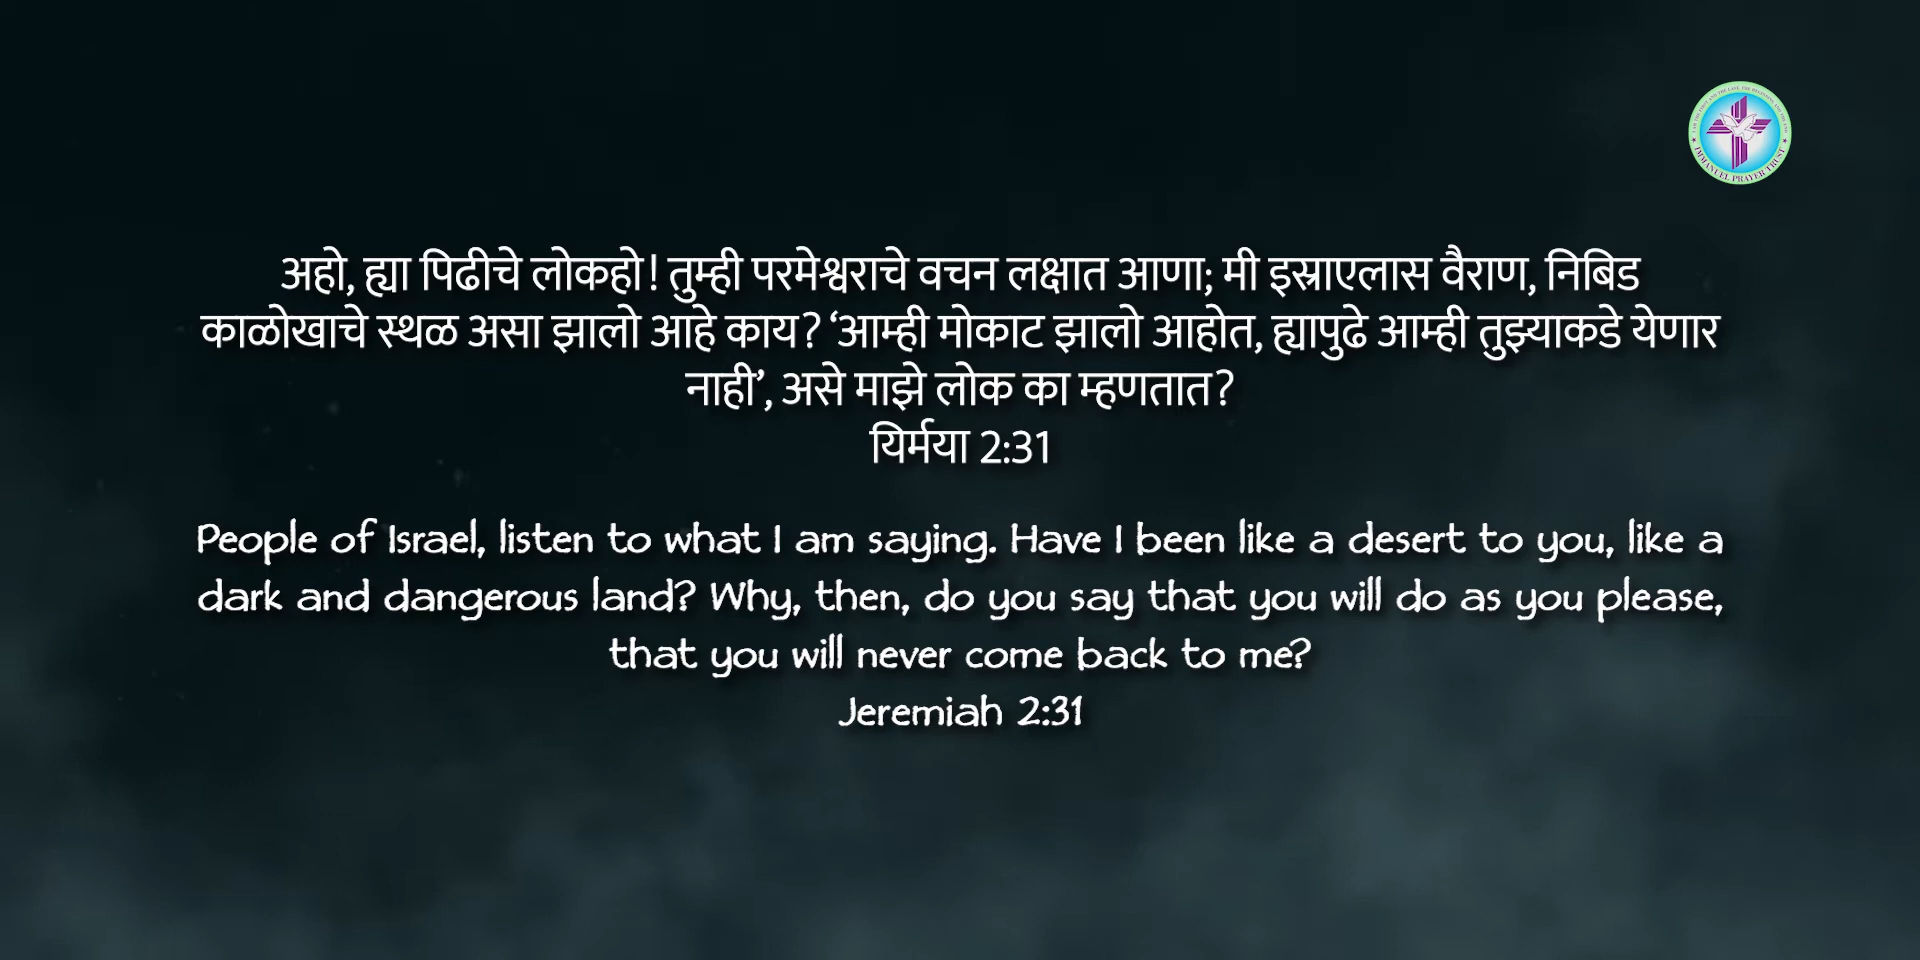 अहो, ह्या पिढीचे लोकहो! तुम्ही परमेश्वराचे वचन लक्षात आणा; मी इस्राएलास वैराण, निबिड
काळोखाचे स्थळ असा झालो आहे काय? ‘आम्ही मोकाट झालो आहोत, ह्यापुढे आम्ही तुझ्याकडे येणार
नाही’, असे माझे लोक का म्हणतात?
यिर्मया 2:31
People of Israel, listen to what I am saying. Have I been like a desert to you, like a
dark and dangerous land? Why, then, do you say that you will do as you please,
that you will never come back to me?
Jeremiah 2:31
IMMANUEL PRAYER TRUST